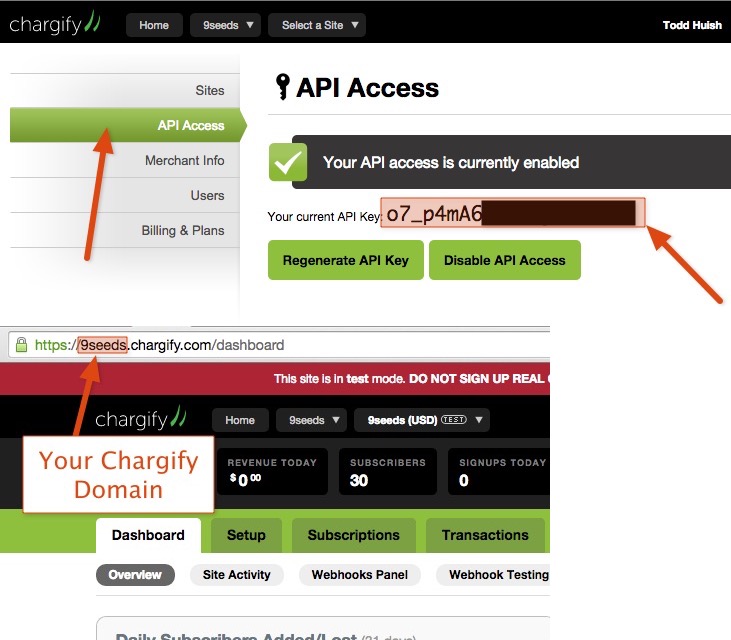 chargify Home 9seeds Select a Site Todd Huish
Sites
API Access
Merchant Info
Users
Billing & Plans
API Access
Your API access is currently enabled
Your current API Key: o7_p4mA6
Regenerate API Key Disable API Access
https://9seeds.chargify.com/dashboard
This site is in test mode. DO NOT SIGN UP REAL
chargify Home 9seeds 9seeds (USD) TEST
Your Chargify
Domain
REVENUE TODAY SUBSCRIBERS SIGNUPS TODAY
$0.00 30 0
Dashboard Setup Subscriptions Transactions
Overview Site Activity Webhooks Panel Webhook Testing
Daily Subscribers Added/Lost (31 days)